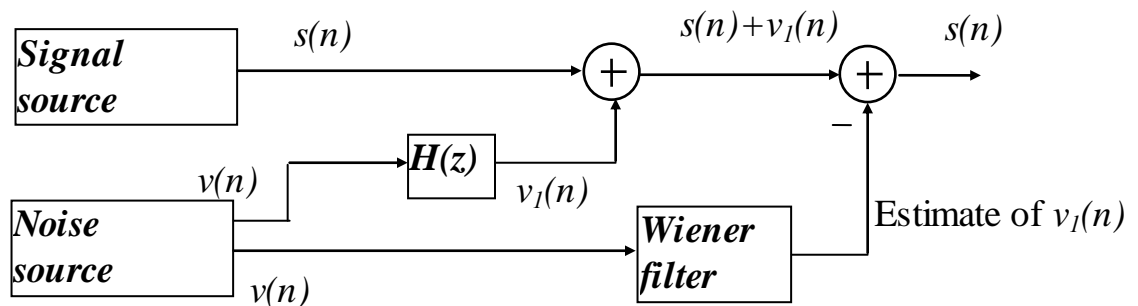 Signal
source
s(n)
+
s(n)+v₁(n)
+
s(n)
–
H(z)
v(n)
v₁(n)
Noise
source
v(n)
Wiener
filter
Estimate of v₁(n)